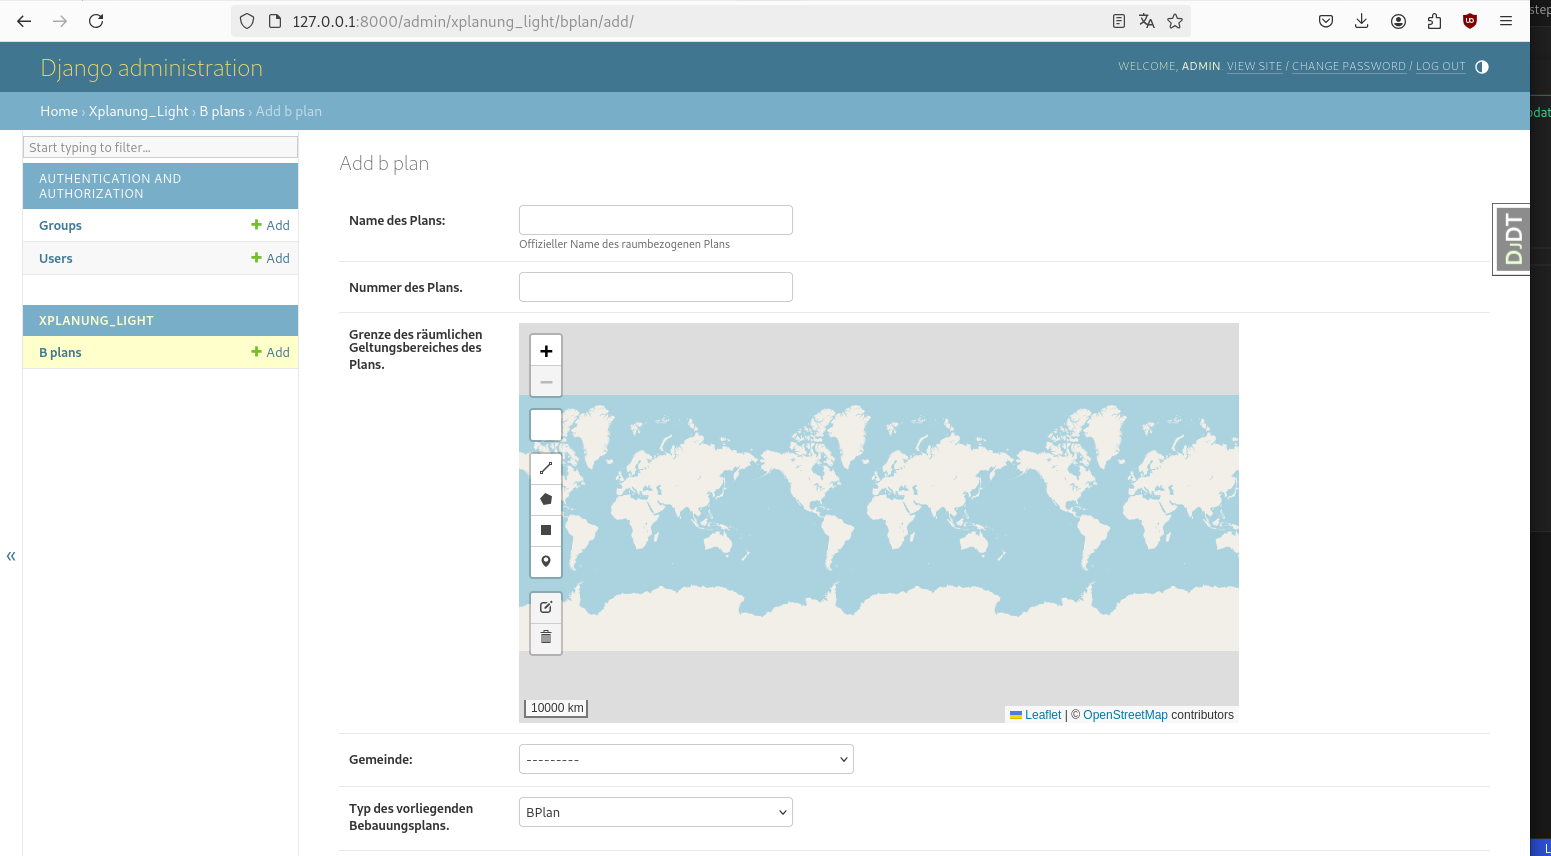 127.0.0.1:8000/admin/xplanung_light/bplan/add/
Django administration
WELCOME, ADMIN. VIEW SITE / CHANGE PASSWORD / LOG OUT
Home › Xplanung_Light › B plans › Add b plan
Start typing to filter...
AUTHENTICATION AND
AUTHORIZATION
Groups
+ Add
Users
+ Add
XPLANUNG_LIGHT
B plans
+ Add
«
Add b plan
Name des Plans:
Offizieller Name des raumbezogenen Plans
Nummer des Plans.
Grenze des räumlichen
Geltungsbereiches des
Plans.
+
−
10000 km
Leaflet | © OpenStreetMap contributors
Gemeinde:
---------
Typ des vorliegenden
Bebauungsplans.
BPlan
DJDT